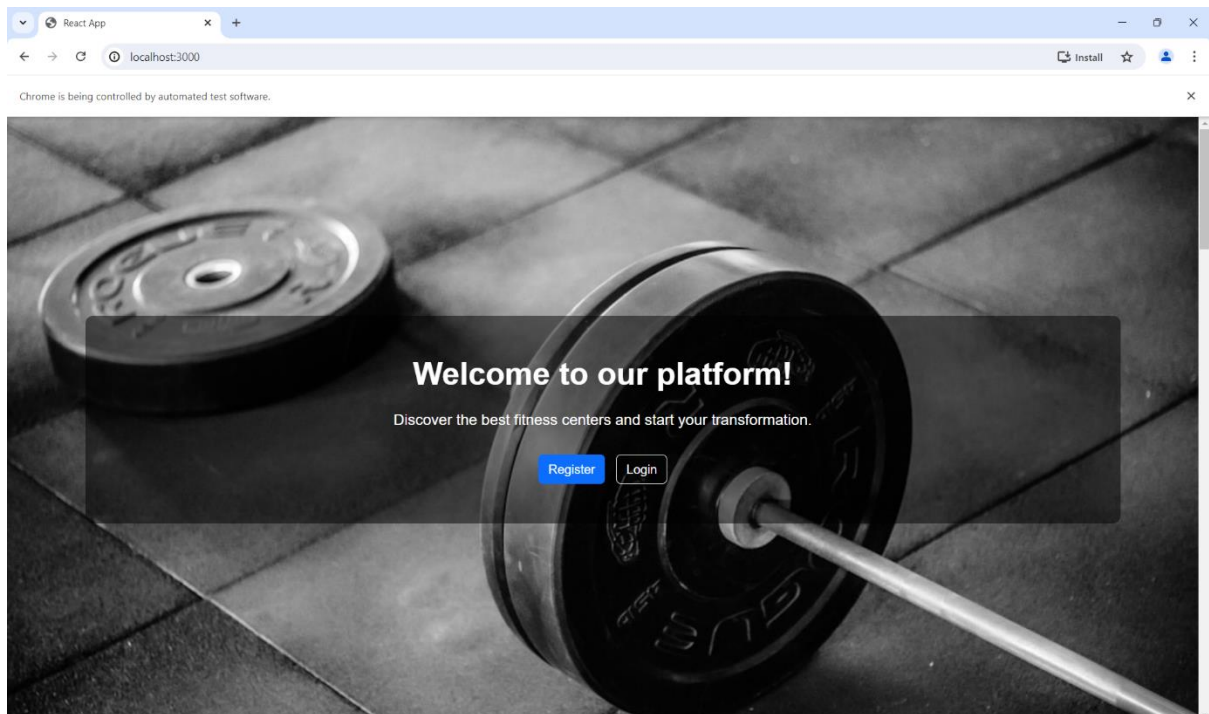 React App
localhost:3000
Install
Chrome is being controlled by automated test software.
Welcome to our platform!
Discover the best fitness centers and start your transformation.
Register
Login
ROGUE